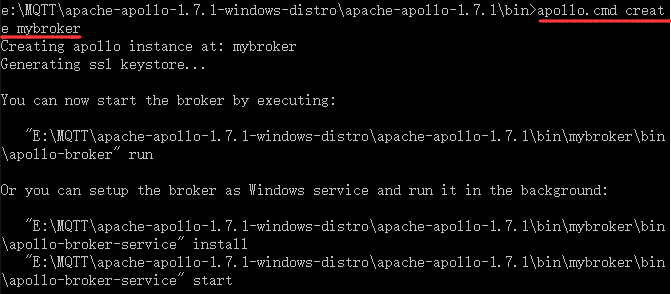 e:\MQTT\apache-apollo-1.7.1-windows-distro\apache-apollo-1.7.1\bin>apollo.cmd creat
e mybroker
Creating apollo instance at: mybroker
Generating ssl keystore...
You can now start the broker by executing:
"E:\MQTT\apache-apollo-1.7.1-windows-distro\apache-apollo-1.7.1\bin\mybroker\bin
\apollo-broker" run
Or you can setup the broker as Windows service and run it in the background:
"E:\MQTT\apache-apollo-1.7.1-windows-distro\apache-apollo-1.7.1\bin\mybroker\bin
\apollo-broker-service" install
"E:\MQTT\apache-apollo-1.7.1-windows-distro\apache-apollo-1.7.1\bin\mybroker\bin
\apollo-broker-service" start